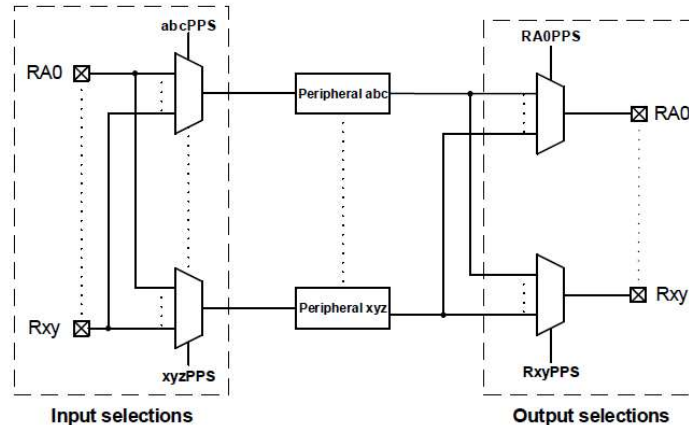 abcPPS
RA0PPS
RA0
Peripheral abc
RA0
Peripheral xyz
Rxy
Rxy
xyzPPS
RxyPPS
Input selections
Output selections